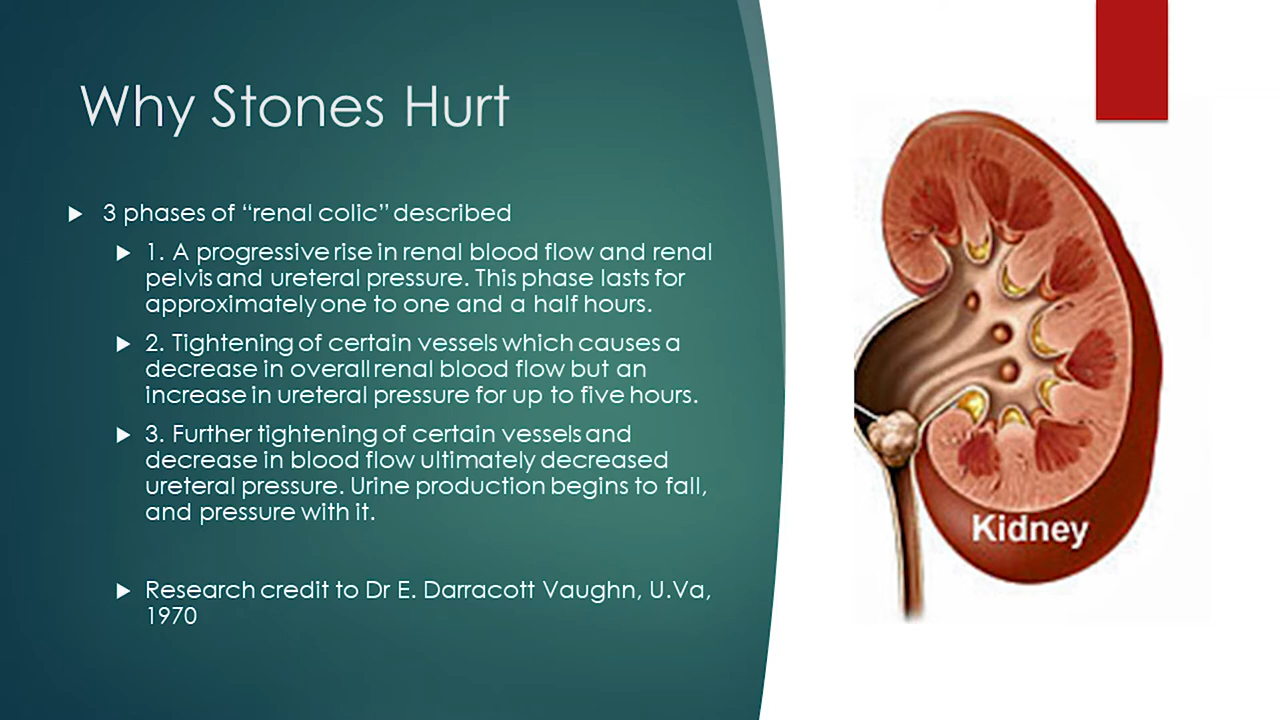 Why Stones Hurt
3 phases of “renal colic” described
1. A progressive rise in renal blood flow and renal
pelvis and ureteral pressure. This phase lasts for
approximately one to one and a half hours.
2. Tightening of certain vessels which causes a
decrease in overall renal blood flow but an
increase in ureteral pressure for up to five hours.
3. Further tightening of certain vessels and
decrease in blood flow ultimately decreased
ureteral pressure. Urine production begins to fall,
and pressure with it.
Research credit to Dr E. Darracott Vaughn, U.Va,
1970
Kidney